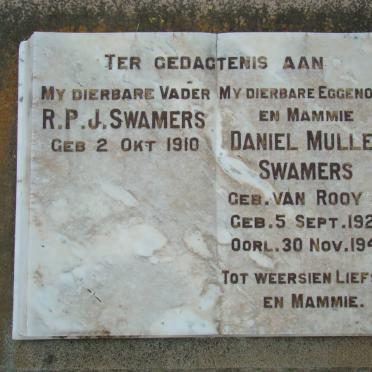 TER GEDAGTENIS AAN
MY DIERBARE VADER
R.P.J. SWAMERS
GEB 2 OKT 1910
MY DIERBARE EGGENO
EN MAMMIE
DANIEL MULLE
SWAMERS
GEB. VAN ROOY
GEB. 5 SEPT. 192
OORL. 30 NOV. 194
TOT WEERSIEN LIEFS
EN MAMMIE.